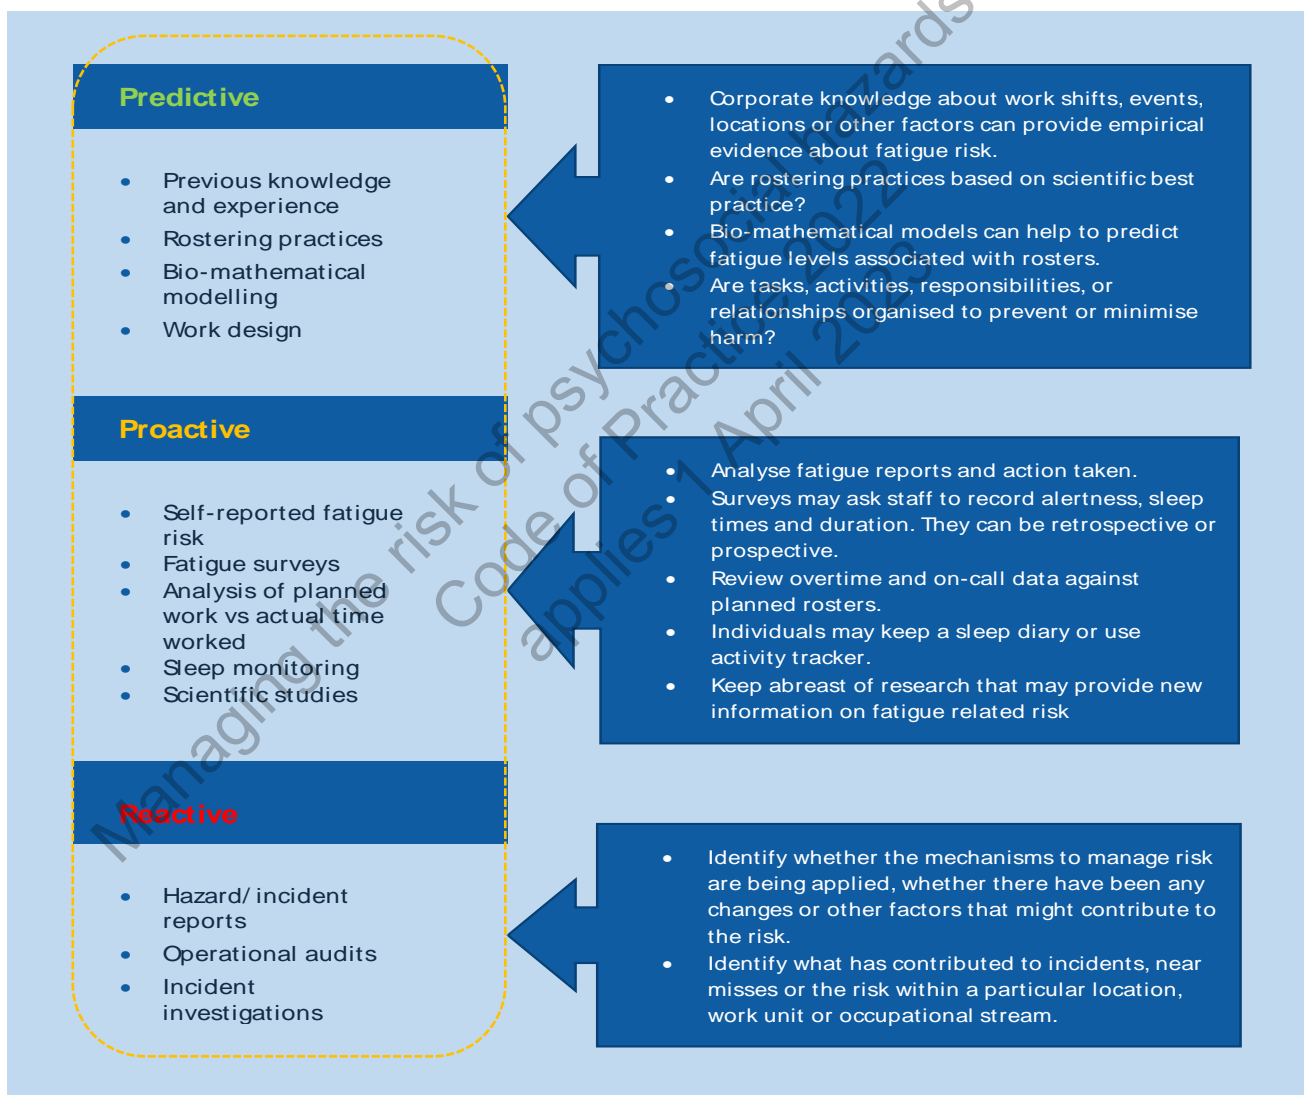 Predictive
• Previous knowledge
and experience
• Rostering practices
• Bio-mathematical
modelling
• Work design
• Corporate knowledge about work shifts, events,
locations or other factors can provide empirical
evidence about fatigue risk.
• Are rostering practices based on scientific best
practice?
• Bio-mathematical models can help to predict
fatigue levels associated with rosters.
• Are tasks, activities, responsibilities, or
relationships organised to prevent or minimise
harm?
Proactive
• Self-reported fatigue
risk
• Fatigue surveys
• Analysis of planned
work vs actual time
worked
• Sleep monitoring
• Scientific studies
• Analyse fatigue reports and action taken.
• Surveys may ask staff to record alertness, sleep
times and duration. They can be retrospective or
prospective.
• Review overtime and on-call data against
planned rosters.
• Individuals may keep a sleep diary or use
activity tracker.
• Keep abreast of research that may provide new
information on fatigue related risk
Reactive
• Hazard/ incident
reports
• Operational audits
• Incident
investigations
• Identify whether the mechanisms to manage risk
are being applied, whether there have been any
changes or other factors that might contribute to
the risk.
• Identify what has contributed to incidents, near
misses or the risk within a particular location,
work unit or occupational stream.
Managing the risk of psychosocial hazards
Code of Practice 2022
applies 1 April 2023